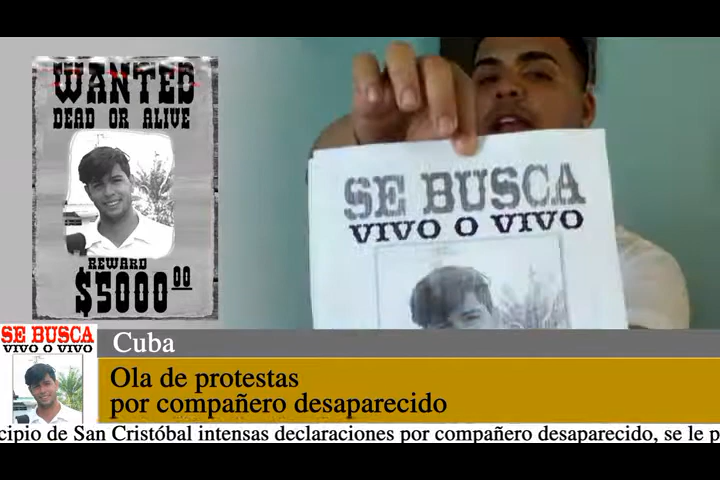 WANTED
DEAD OR ALIVE
REWARD
$5000 00
SE BUSCA
VIVO O VIVO
SE BUSCA
VIVO O VIVO
Cuba
Ola de protestas
por compañero desaparecido
cipio de San Cristóbal intensas declaraciones por compañero desaparecido, se le p